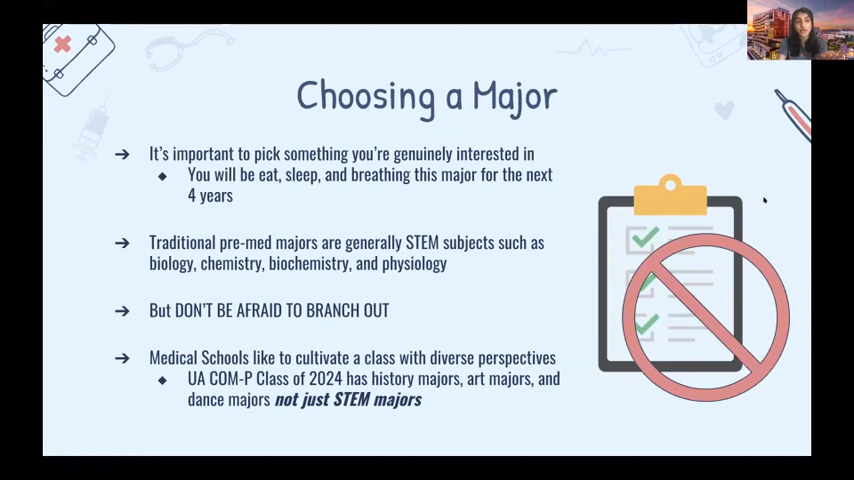 Choosing a Major
➔ It's important to pick something you're genuinely interested in
◆ You will be eat, sleep, and breathing this major for the next
4 years
➔ Traditional pre-med majors are generally STEM subjects such as
biology, chemistry, biochemistry, and physiology
➔ But DON'T BE AFRAID TO BRANCH OUT
➔ Medical Schools like to cultivate a class with diverse perspectives
◆ UA COM-P Class of 2024 has history majors, art majors, and
dance majors not just STEM majors